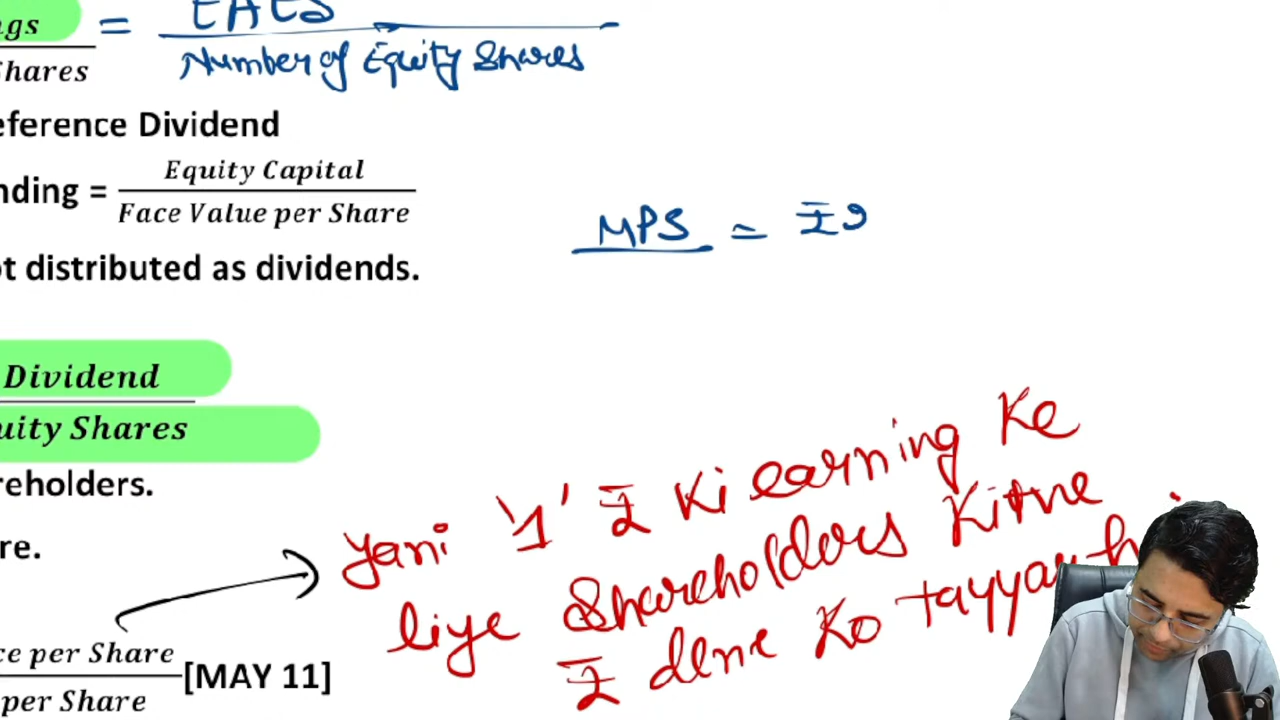 ngs
Shares
= EAES
Number of Equity Shares
eference Dividend
nding = Equity Capital
Face Value per Share
MPS = ₹2
ot distributed as dividends.
Dividend
uity Shares
reholders.
re.
Yani '1' ₹ Ki earning Ke
liye Shareholders Kitne
₹ dene Ko tayyar
ce per Share
per Share
[MAY 11]